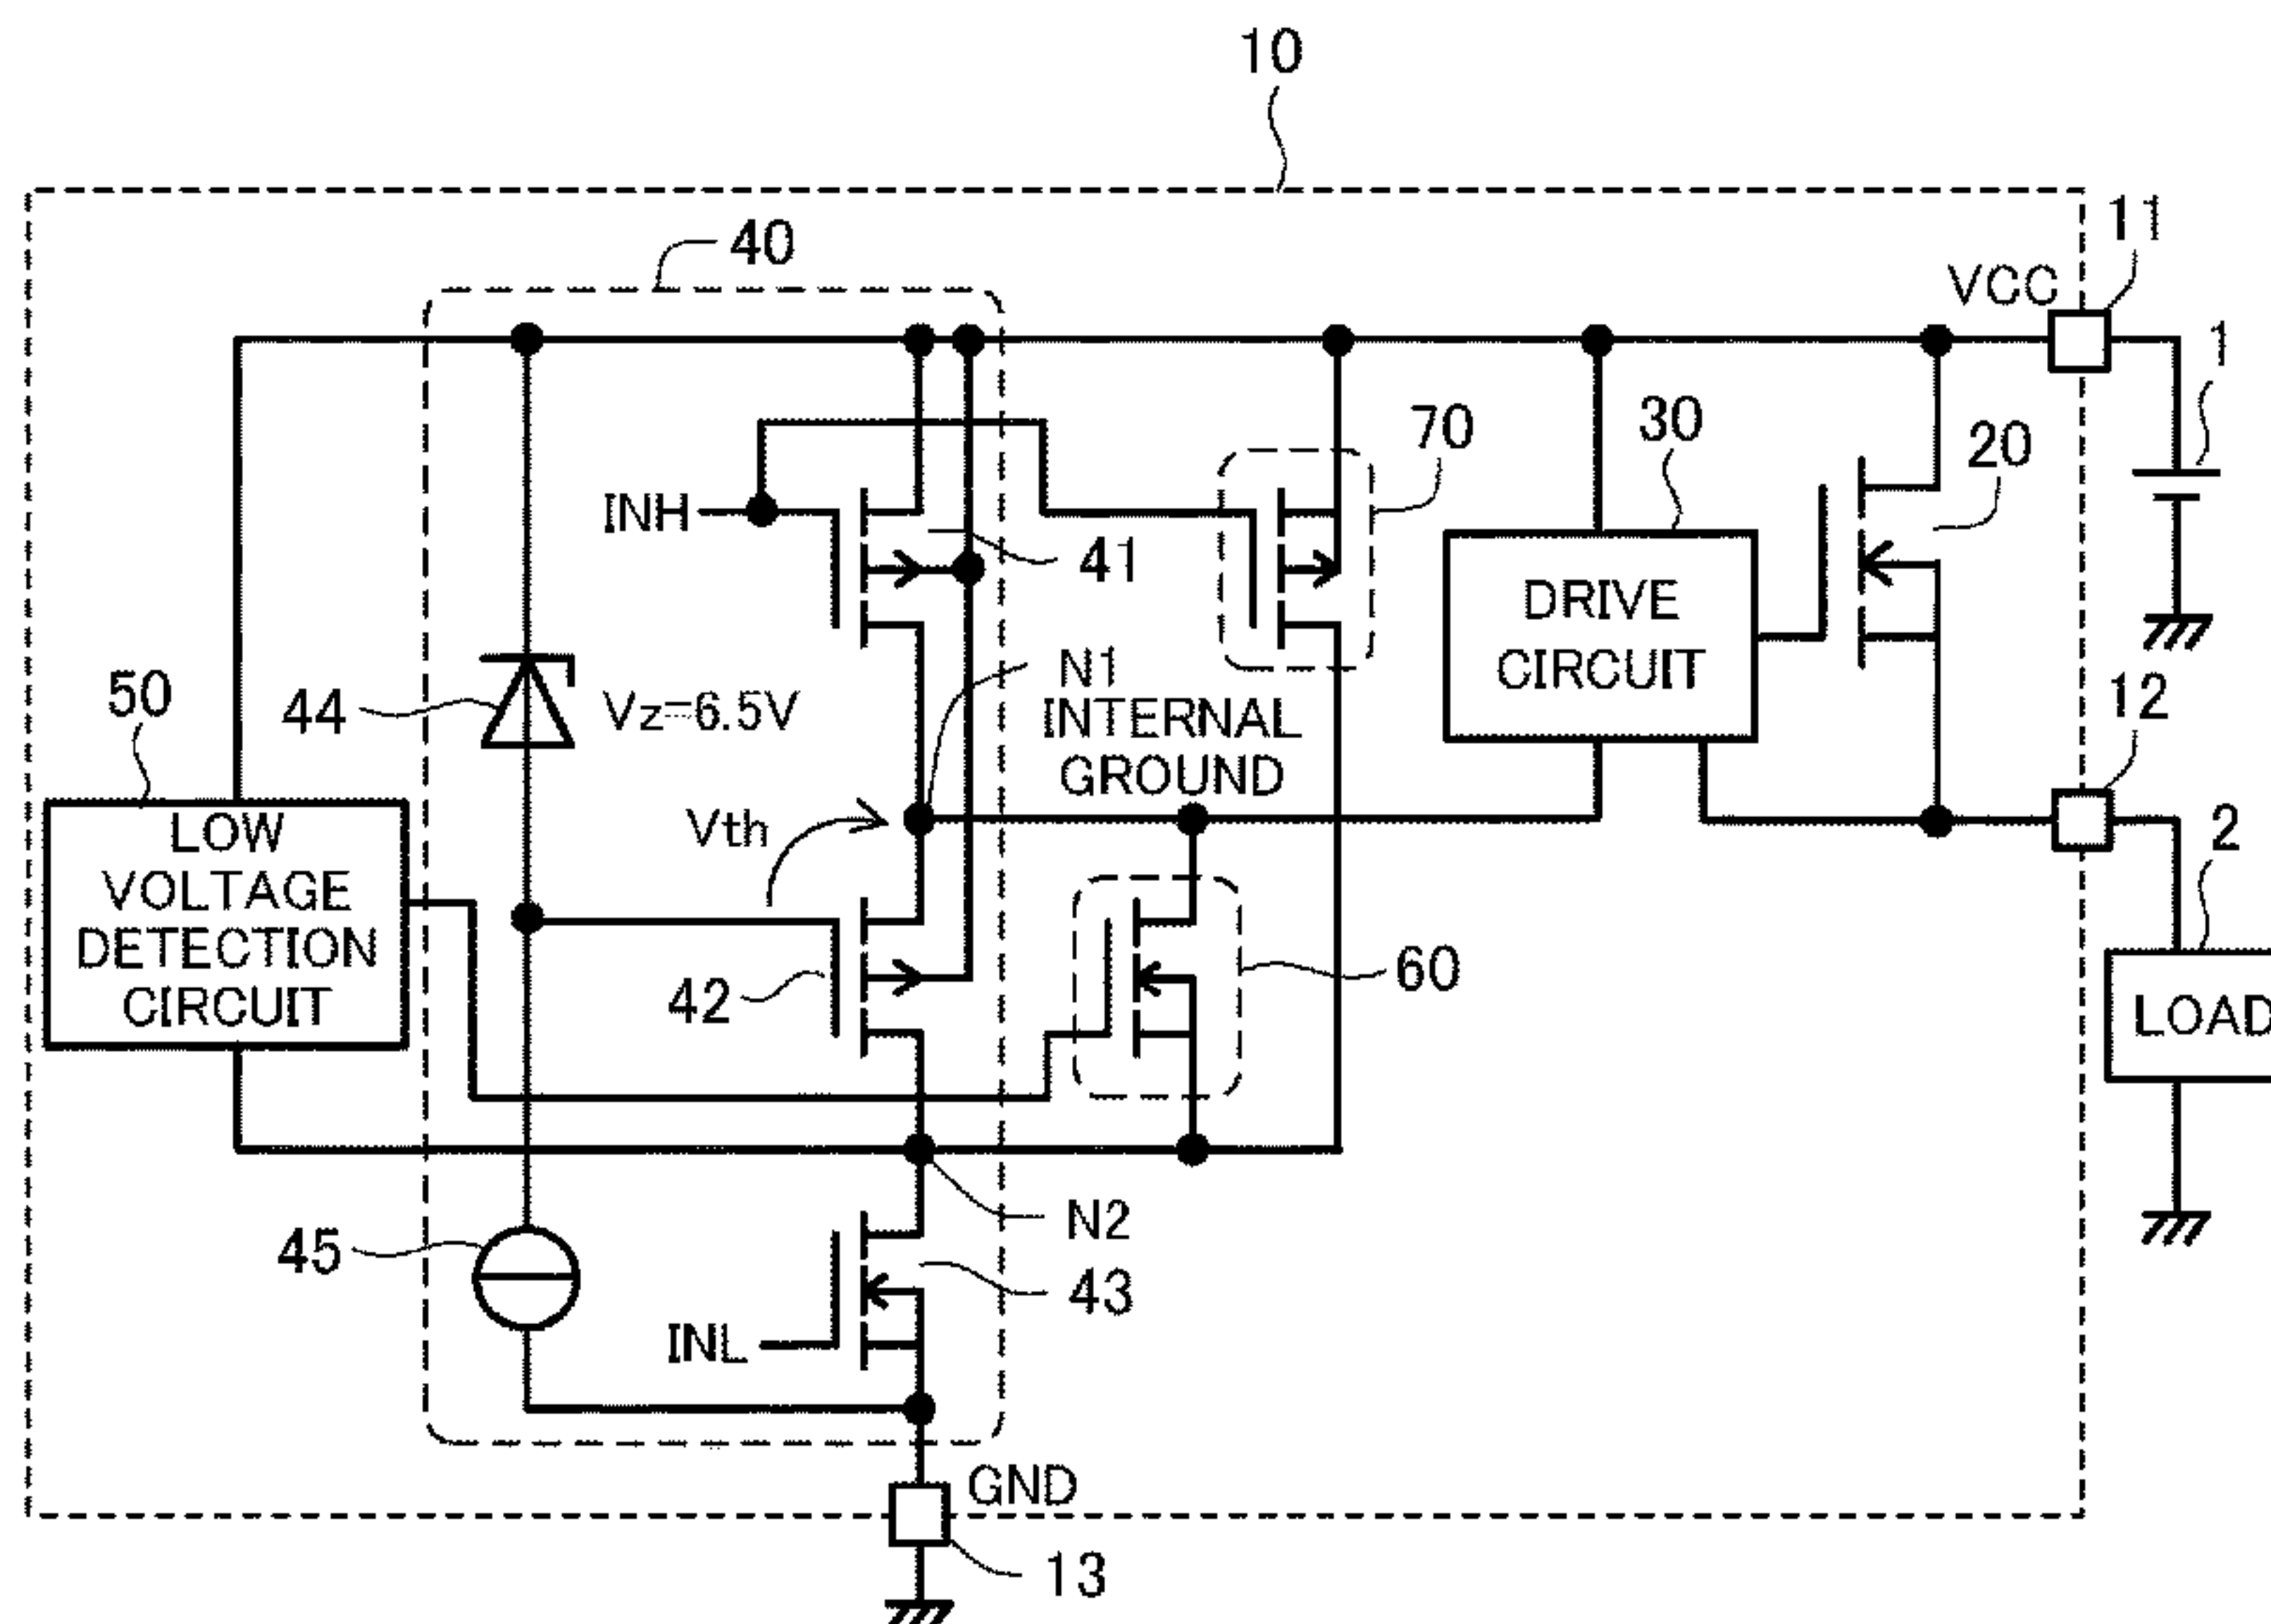 10
11
40
VCC
1
70
30
20
INH
41
DRIVE
CIRCUIT
N1
INTERNAL
GROUND
50
44
Vz=6.5V
12
Vth
2
LOW
VOLTAGE
DETECTION
CIRCUIT
42
60
LOAD
N2
45
43
INL
GND
13